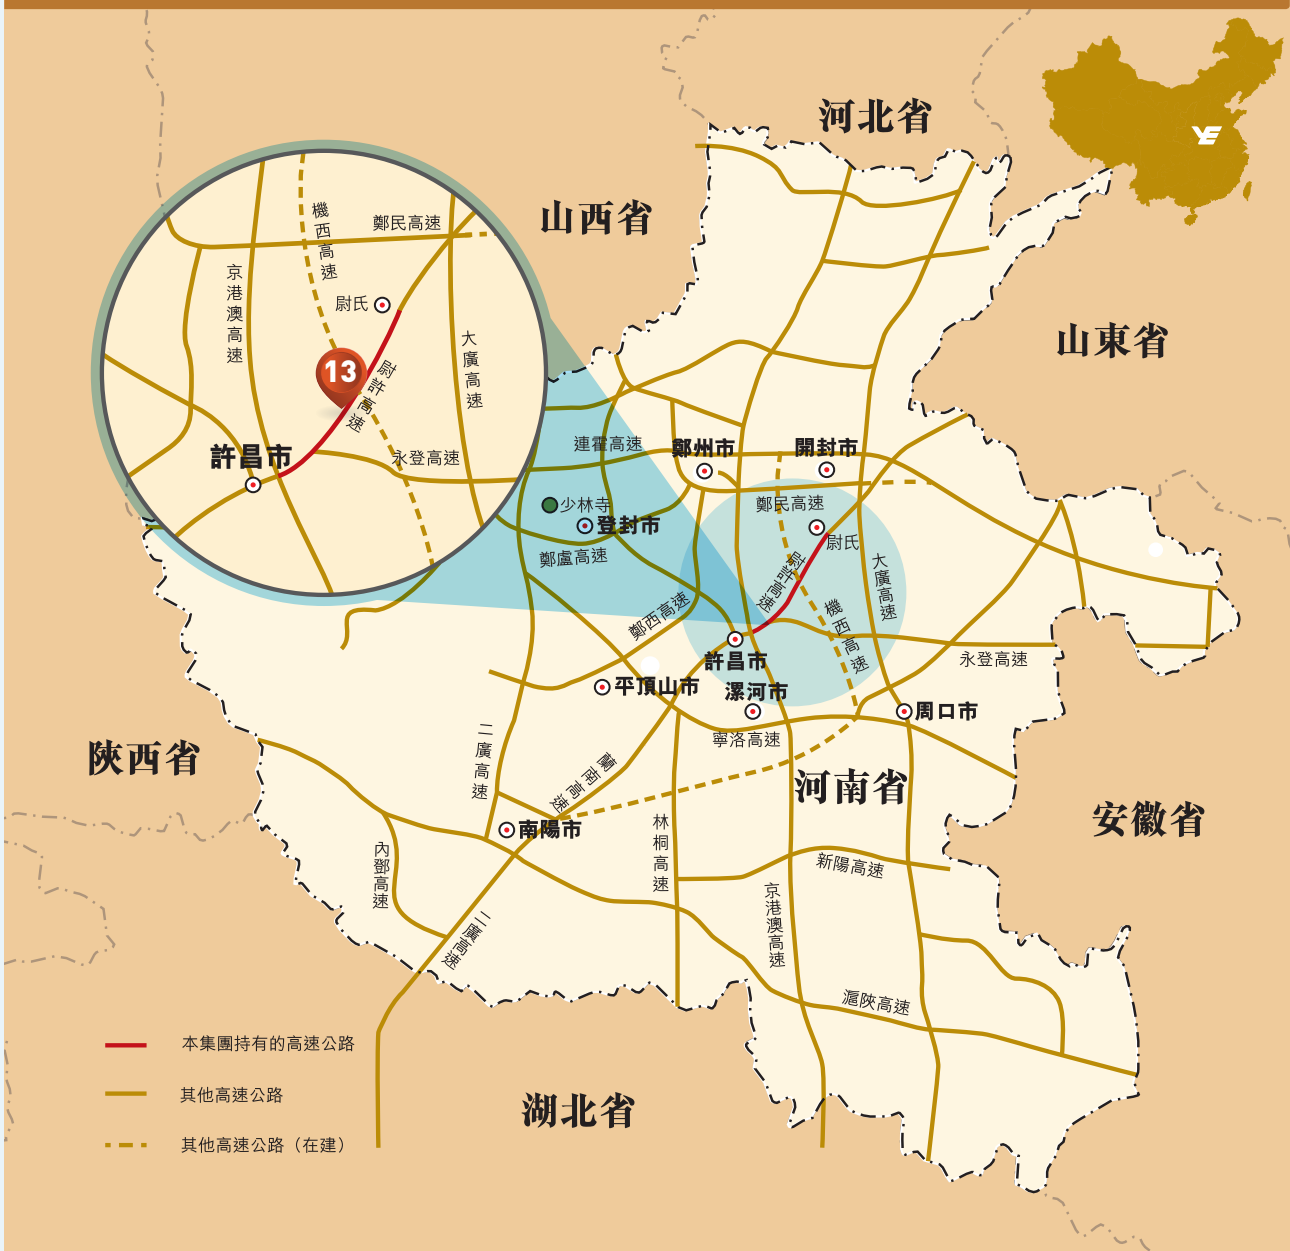 河北省
YE
山西省
機西高速
鄭民高速
京港澳高速
尉氏
大廣高速
13
尉許高速
許昌市
永登高速
山東省
連霍高速
鄭州市
開封市
少林寺
登封市
鄭民高速
尉氏
鄭盧高速
尉許高速
大廣高速
鄭西高速
機西高速
許昌市
永登高速
平頂山市
漯河市
周口市
寧洛高速
陝西省
二廣高速
蘭南高速
河南省
安徽省
南陽市
林桐高速
內鄧高速
新陽高速
京港澳高速
二廣高速
滬陝高速
本集團持有的高速公路
其他高速公路
其他高速公路（在建）
湖北省